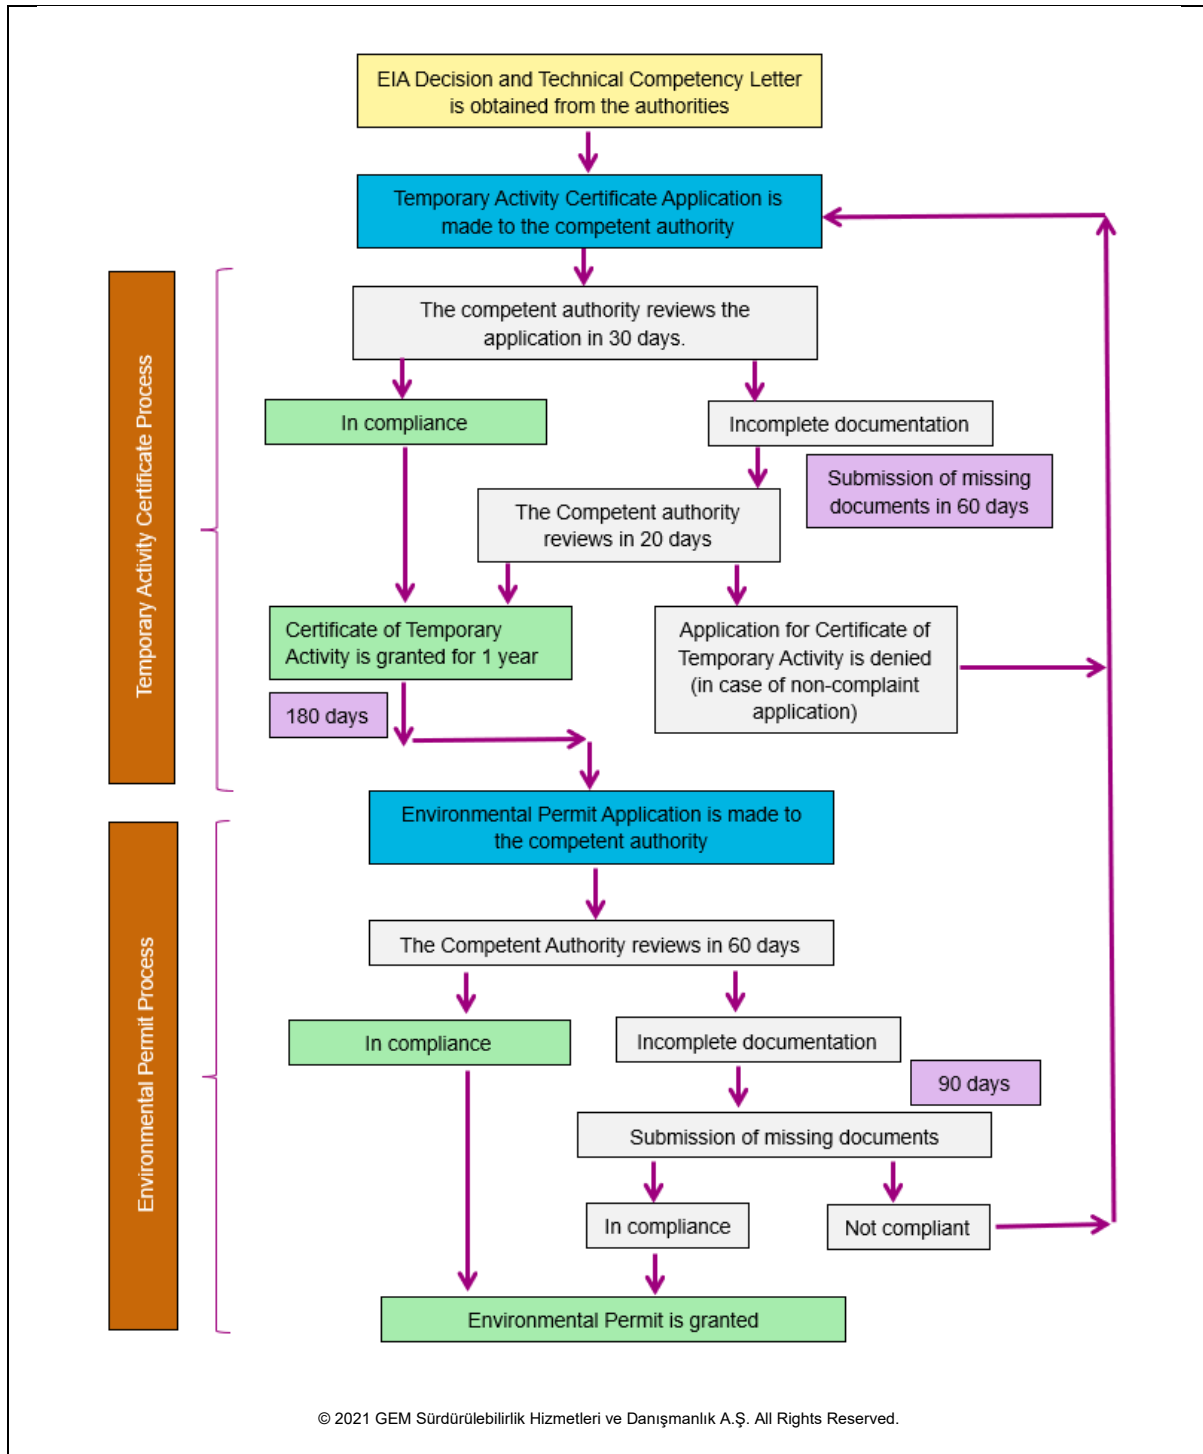 EIA Decision and Technical Competency Letter
is obtained from the authorities
Temporary Activity Certificate Application is
made to the competent authority
Temporary Activity Certificate Process
The competent authority reviews the
application in 30 days.
In compliance
Incomplete documentation
Submission of missing
documents in 60 days
The Competent authority
reviews in 20 days
Certificate of Temporary
Activity is granted for 1 year
Application for Certificate of
Temporary Activity is denied
(in case of non-complaint
application)
180 days
Environmental Permit Application is made to
the competent authority
Environmental Permit Process
The Competent Authority reviews in 60 days
In compliance
Incomplete documentation
90 days
Submission of missing documents
In compliance
Not compliant
Environmental Permit is granted
© 2021 GEM Sürdürülebilirlik Hizmetleri ve Danışmanlık A.Ş. All Rights Reserved.